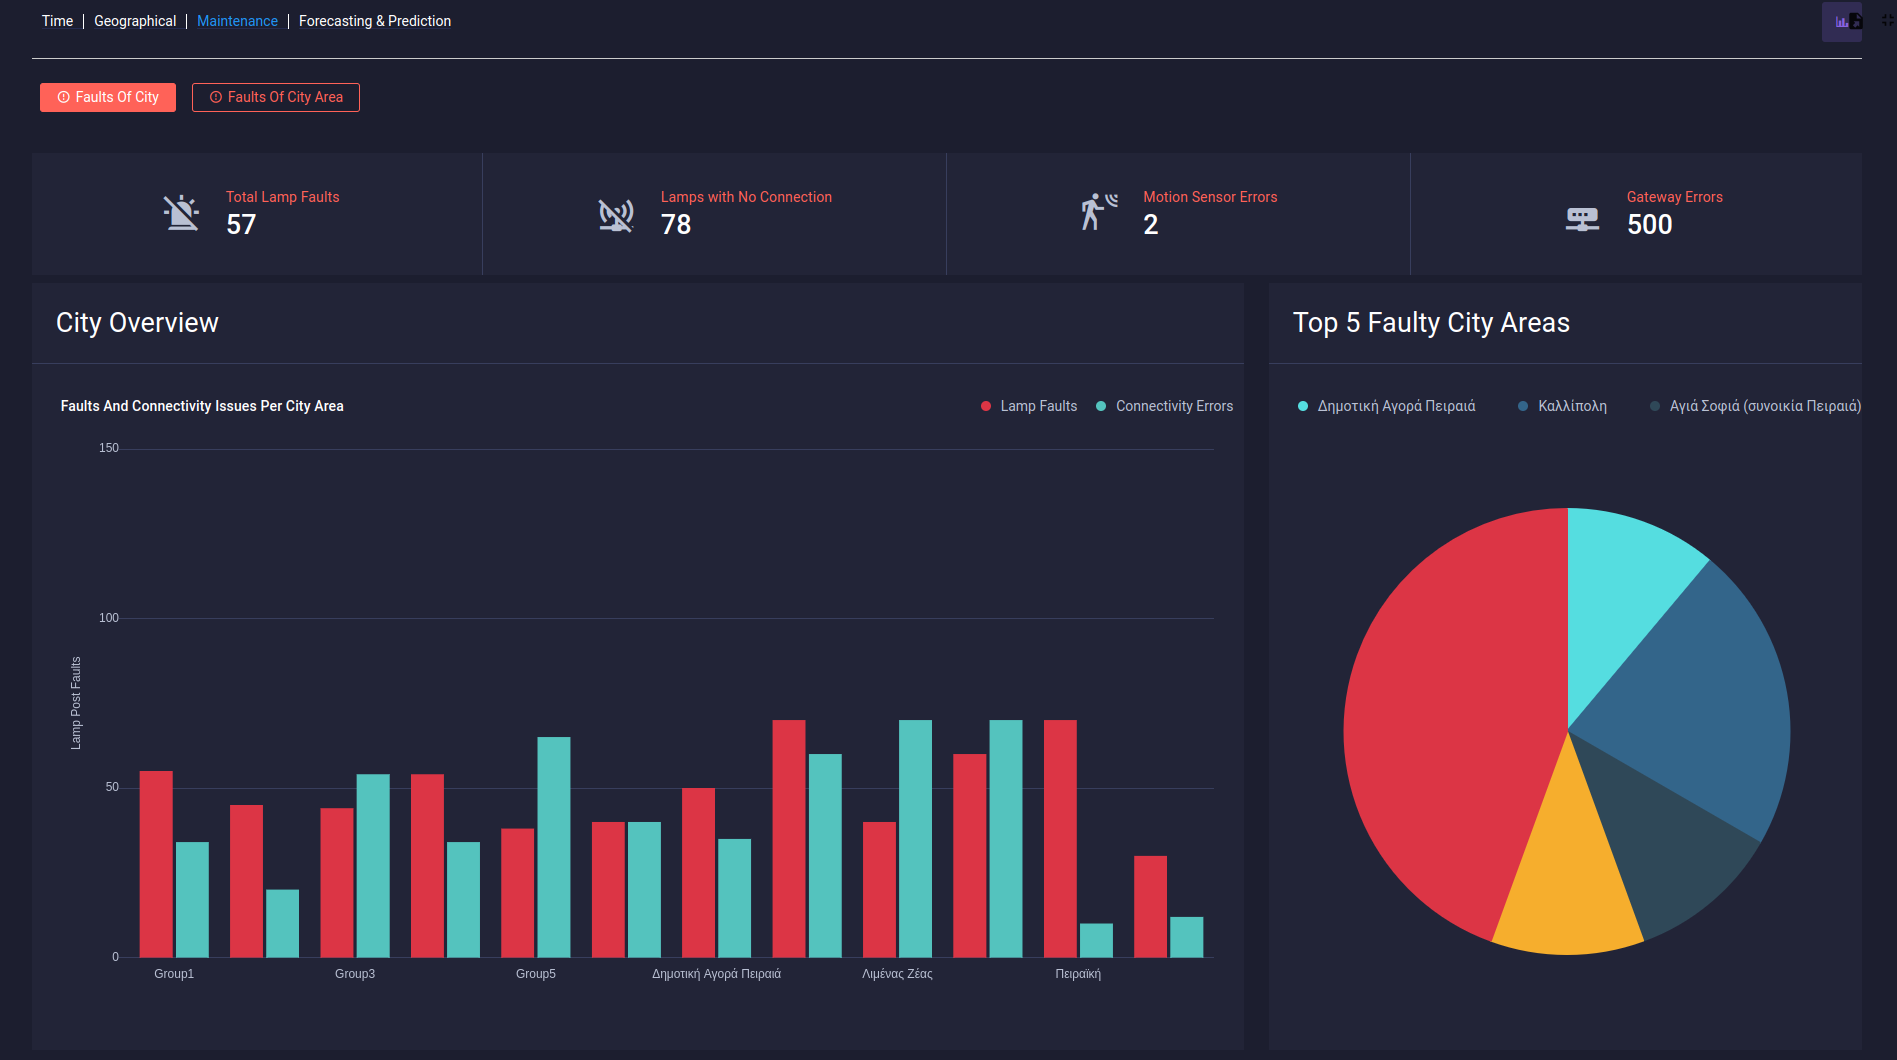 Time | Geographical | Maintenance | Forecasting & Prediction
Faults Of City Faults Of City Area
Total Lamp Faults
57
Lamps with No Connection
78
Motion Sensor Errors
2
Gateway Errors
500
City Overview
Faults And Connectivity Issues Per City Area
Lamp Faults Connectivity Errors
150
100
50
0
Lamp Post Faults
Group1 Group3 Group5 Δημοτική Αγορά Πειραιά Λιμένας Ζέας Πειραϊκή
Top 5 Faulty City Areas
Δημοτική Αγορά Πειραιά Καλλίπολη Αγιά Σοφιά (συνοικία Πειραιά)